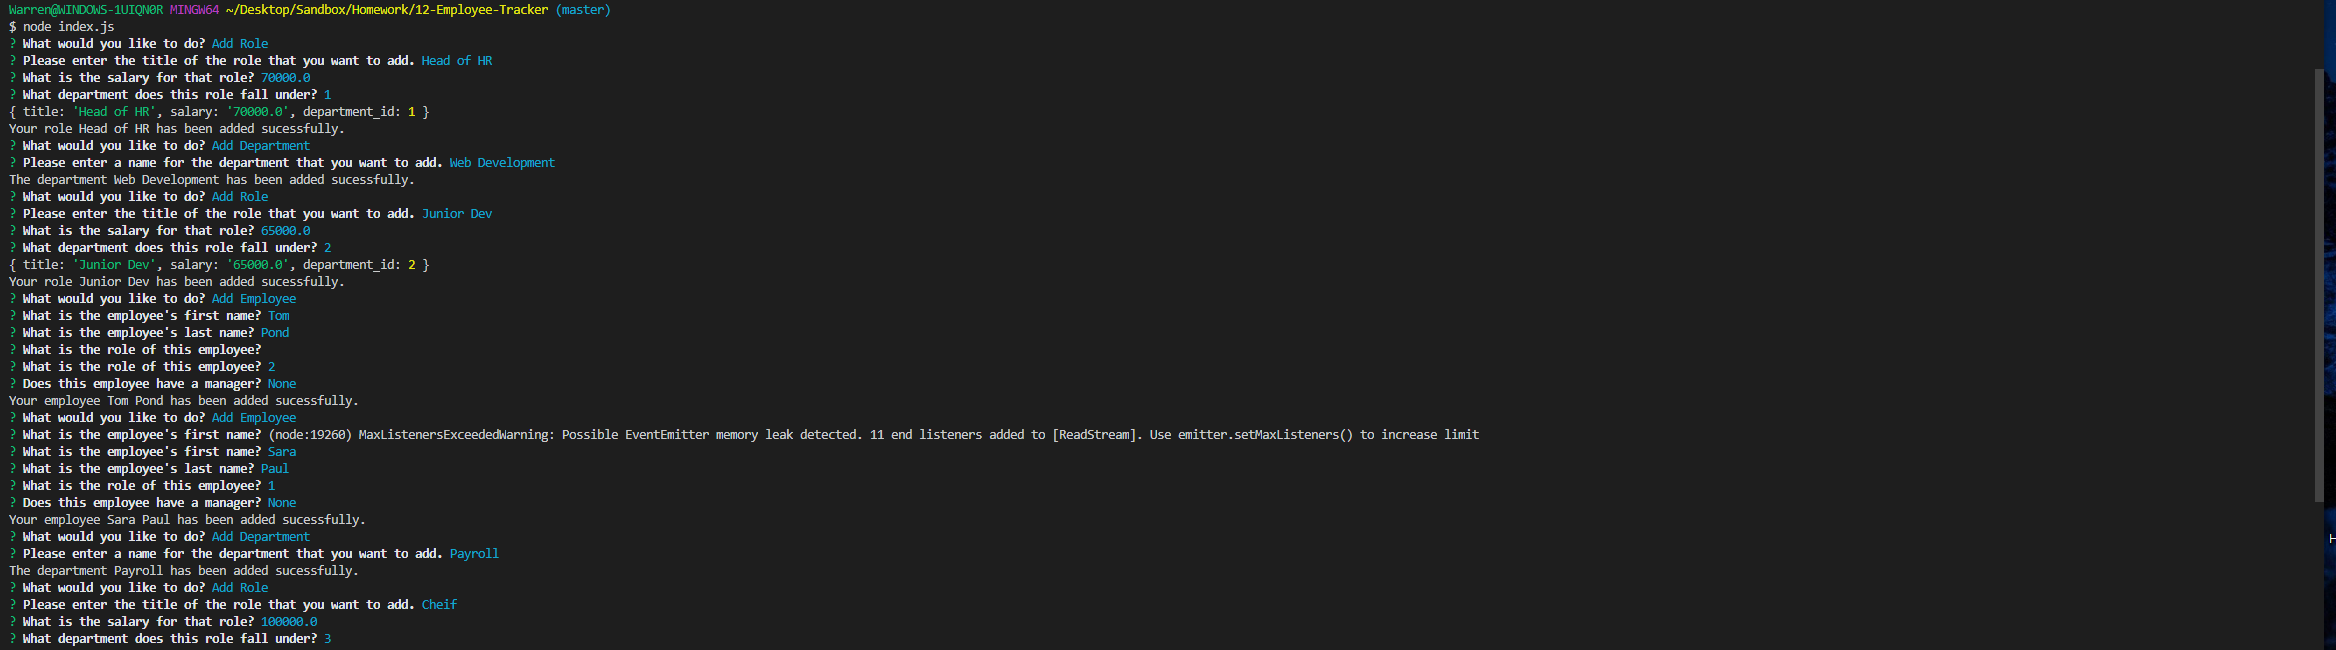 Warren@WINDOWS-1UIQN0R MINGW64 ~/Desktop/Sandbox/Homework/12-Employee-Tracker (master)
$ node index.js
? What would you like to do? Add Role
? Please enter the title of the role that you want to add. Head of HR
? What is the salary for that role? 70000.0
? What department does this role fall under? 1
{ title: 'Head of HR', salary: '70000.0', department_id: 1 }
Your role Head of HR has been added sucessfully.
? What would you like to do? Add Department
? Please enter a name for the department that you want to add. Web Development
The department Web Development has been added sucessfully.
? What would you like to do? Add Role
? Please enter the title of the role that you want to add. Junior Dev
? What is the salary for that role? 65000.0
? What department does this role fall under? 2
{ title: 'Junior Dev', salary: '65000.0', department_id: 2 }
Your role Junior Dev has been added sucessfully.
? What would you like to do? Add Employee
? What is the employee's first name? Tom
? What is the employee's last name? Pond
? What is the role of this employee?
? What is the role of this employee? 2
? Does this employee have a manager? None
Your employee Tom Pond has been added sucessfully.
? What would you like to do? Add Employee
? What is the employee's first name? (node:19260) MaxListenersExceededWarning: Possible EventEmitter memory leak detected. 11 end listeners added to [ReadStream]. Use emitter.setMaxListeners() to increase limit
? What is the employee's first name? Sara
? What is the employee's last name? Paul
? What is the role of this employee? 1
? Does this employee have a manager? None
Your employee Sara Paul has been added sucessfully.
? What would you like to do? Add Department
? Please enter a name for the department that you want to add. Payroll
The department Payroll has been added sucessfully.
? What would you like to do? Add Role
? Please enter the title of the role that you want to add. Cheif
? What is the salary for that role? 100000.0
? What department does this role fall under? 3